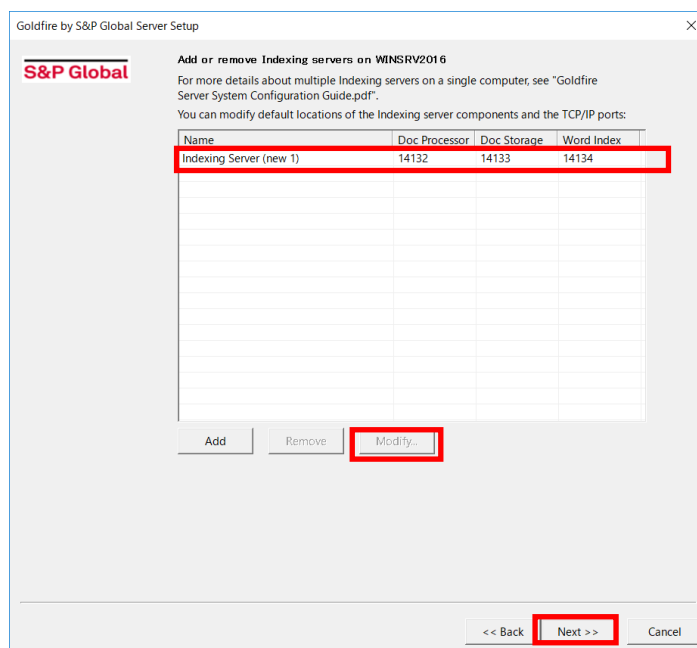 Goldfire by S&P Global Server Setup
S&P Global
Add or remove Indexing servers on WINSRV2016
For more details about multiple Indexing servers on a single computer, see "Goldfire
Server System Configuration Guide.pdf".
You can modify default locations of the Indexing server components and the TCP/IP ports:
Name Doc Processor Doc Storage Word Index
Indexing Server (new 1) 14132 14133 14134
Add Remove Modify...
<< Back Next >> Cancel